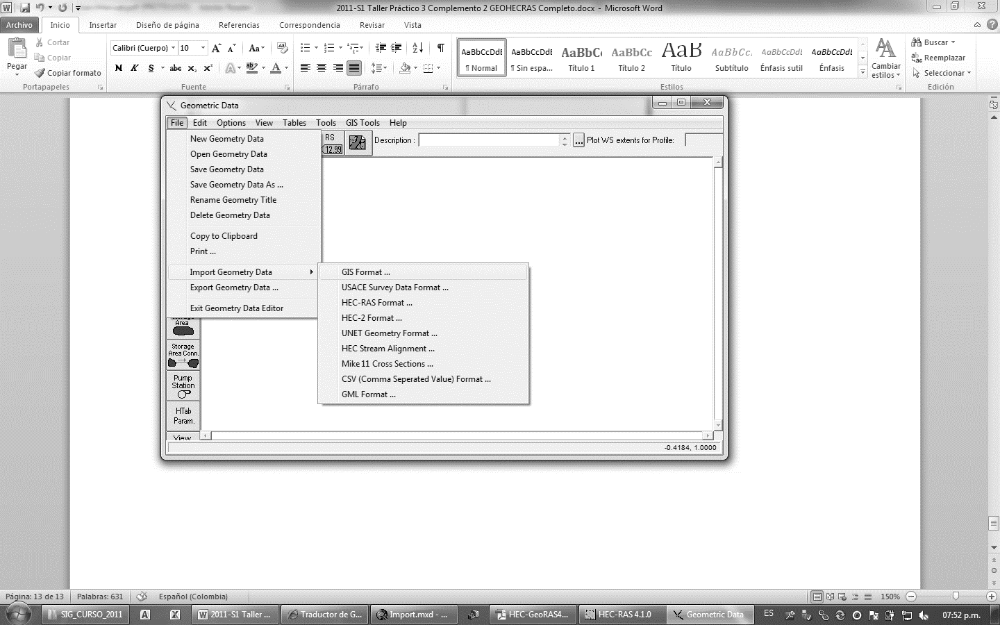 2011-S1 Taller Práctico 3 Complemento 2 GEOHECRAS Completo.docx - Microsoft Word
Archivo Inicio Insertar Diseño de página Referencias Correspondencia Revisar Vista
Pegar
Cortar
Copiar
Copiar formato
Portapapeles
Calibri (Cuerpo) 10
N K S abc x₂ x²
Fuente
Párrafo
AaBbCcDdE AaBbCcDdE AaBbCc AaBbCc AaB AaBbCc. AaBbCcDdE AaBbCcDdE
¶ Normal ¶ Sin espa... Título 1 Título 2 Título Subtítulo Énfasis sutil Énfasis
Estilos
Cambiar estilos
Buscar
Reemplazar
Seleccionar
Edición
Geometric Data
File Edit Options View Tables Tools GIS Tools Help
RS
12.99
Description :
...
Plot WS extents for Profile:
New Geometry Data
Open Geometry Data
Save Geometry Data
Save Geometry Data As ...
Rename Geometry Title
Delete Geometry Data
Copy to Clipboard
Print ...
Import Geometry Data
Export Geometry Data ...
Exit Geometry Data Editor
GIS Format ...
USACE Survey Data Format ...
HEC-RAS Format ...
HEC-2 Format ...
UNET Geometry Format ...
HEC Stream Alignment ...
Mike 11 Cross Sections ...
CSV (Comma Seperated Value) Format ...
GML Format ...
Storage
Area
Storage
Area Conn.
Pump
Station
HTab
Param.
View
-0.4184, 1.0000
Página: 13 de 13 Palabras: 631 Español (Colombia) 150%
SIG_CURSO_2011 2011-S1 Taller ... Traductor de G... Import.mxd - ... HEC-GeoRAS4... HEC-RAS 4.1.0 Geometric Data ES 07:52 p.m.